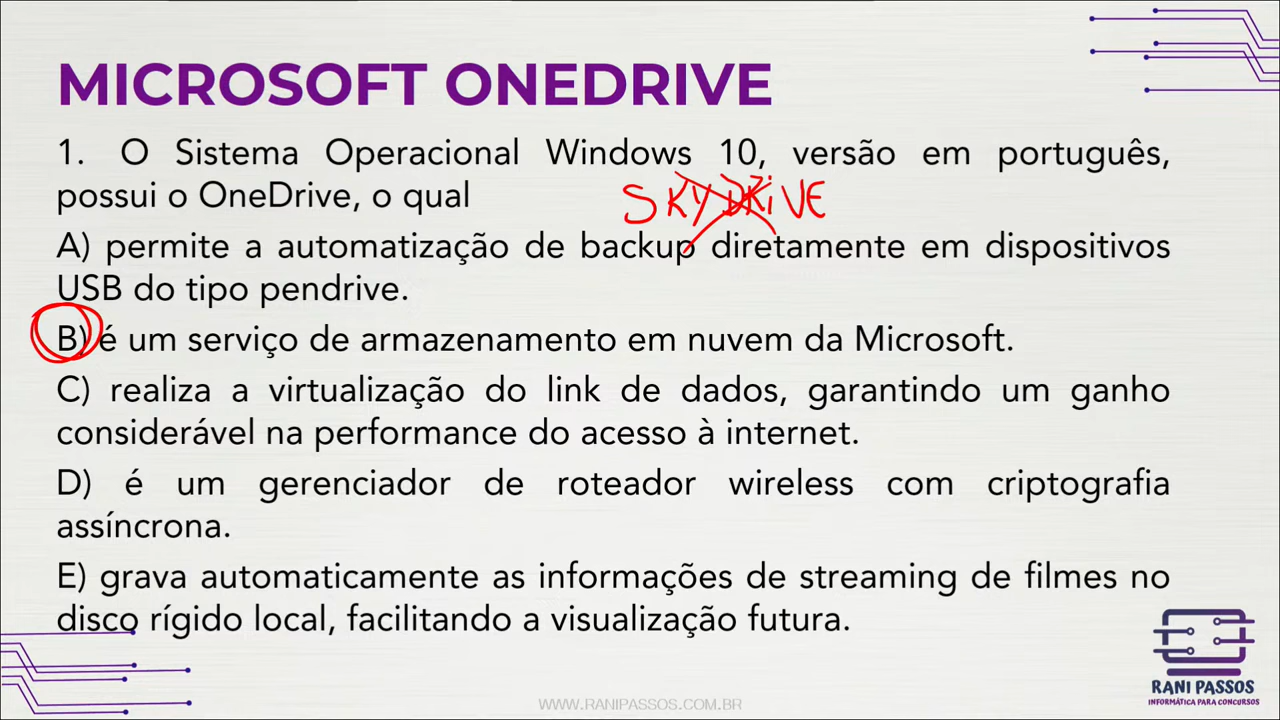 MICROSOFT ONEDRIVE
1. O Sistema Operacional Windows 10, versão em português,
possui o OneDrive, o qual
SKYDRiVE
A) permite a automatização de backup diretamente em dispositivos
USB do tipo pendrive.
B) é um serviço de armazenamento em nuvem da Microsoft.
C) realiza a virtualização do link de dados, garantindo um ganho
considerável na performance do acesso à internet.
D) é um gerenciador de roteador wireless com criptografia
assíncrona.
E) grava automaticamente as informações de streaming de filmes no
disco rígido local, facilitando a visualização futura.
RANI PASSOS
INFORMÁTICA PARA CONCURSOS
WWW.RANIPASSOS.COM.BR